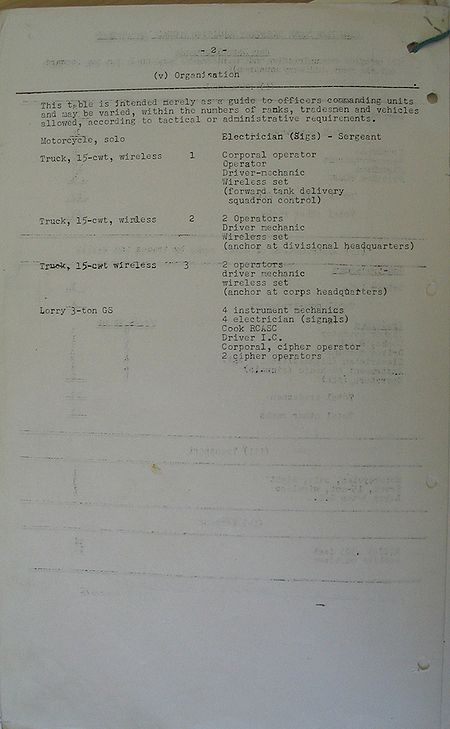 - 2 -
(v) Organisation
This table is intended merely as a guide to officers commanding units
and may be varied, within the numbers of ranks, tradesmen and vehicles
allowed, according to tactical or administrative requirements.
Motorcycle, solo Electrician (Sigs) - Sergeant
Truck, 15-cwt, wireless 1 Corporal operator
Operator
Driver-mechanic
Wireless set
(forward tank delivery
squadron control)
Truck, 15-cwt, wireless 2 2 Operators
Driver mechanic
Wireless set
(anchor at divisional headquarters)
Truck, 15-cwt wireless 3 2 operators
driver mechanic
wireless set
(anchor at corps headquarters)
Lorry 3-ton GS 4 instrument mechanics
4 electrician (signals)
Cook RCASC
Driver I.C.
Corporal, cipher operator
2 cipher operators